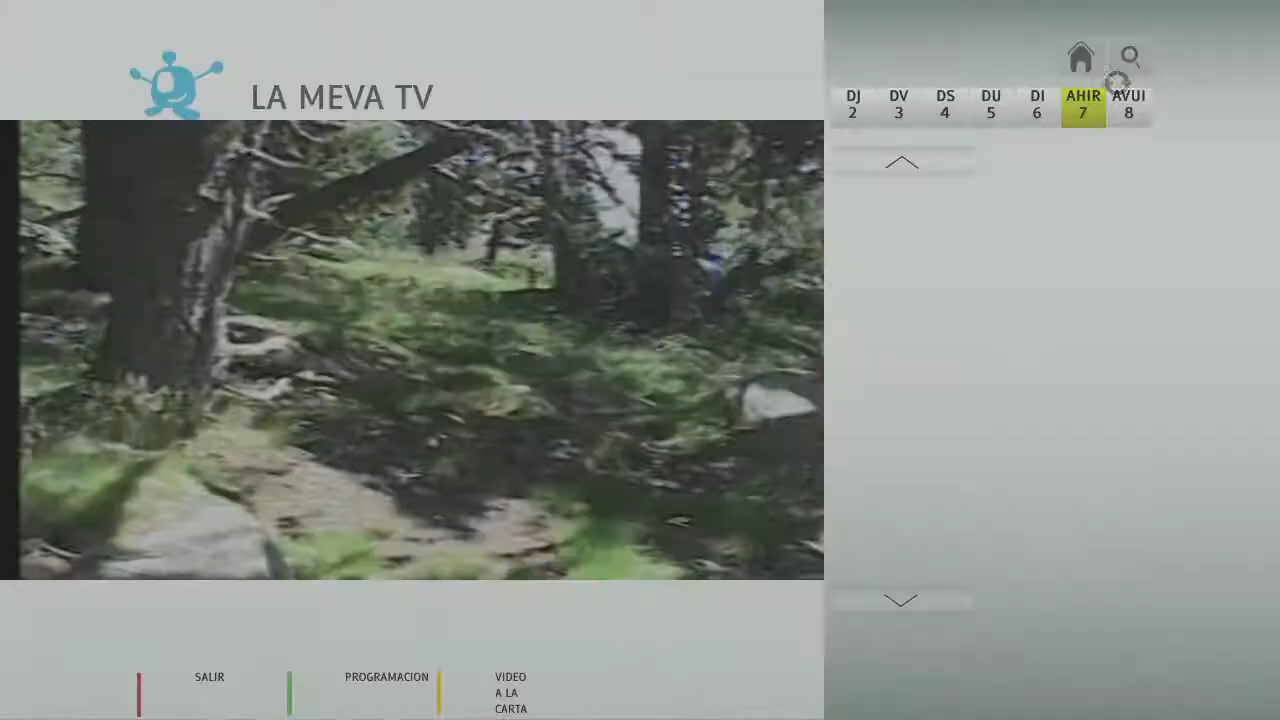 LA MEVA TV
DJ DV DS DU DI AHIR AVUI
2 3 4 5 6 7 8
SALIR PROGRAMACION VIDEO
A LA
CARTA